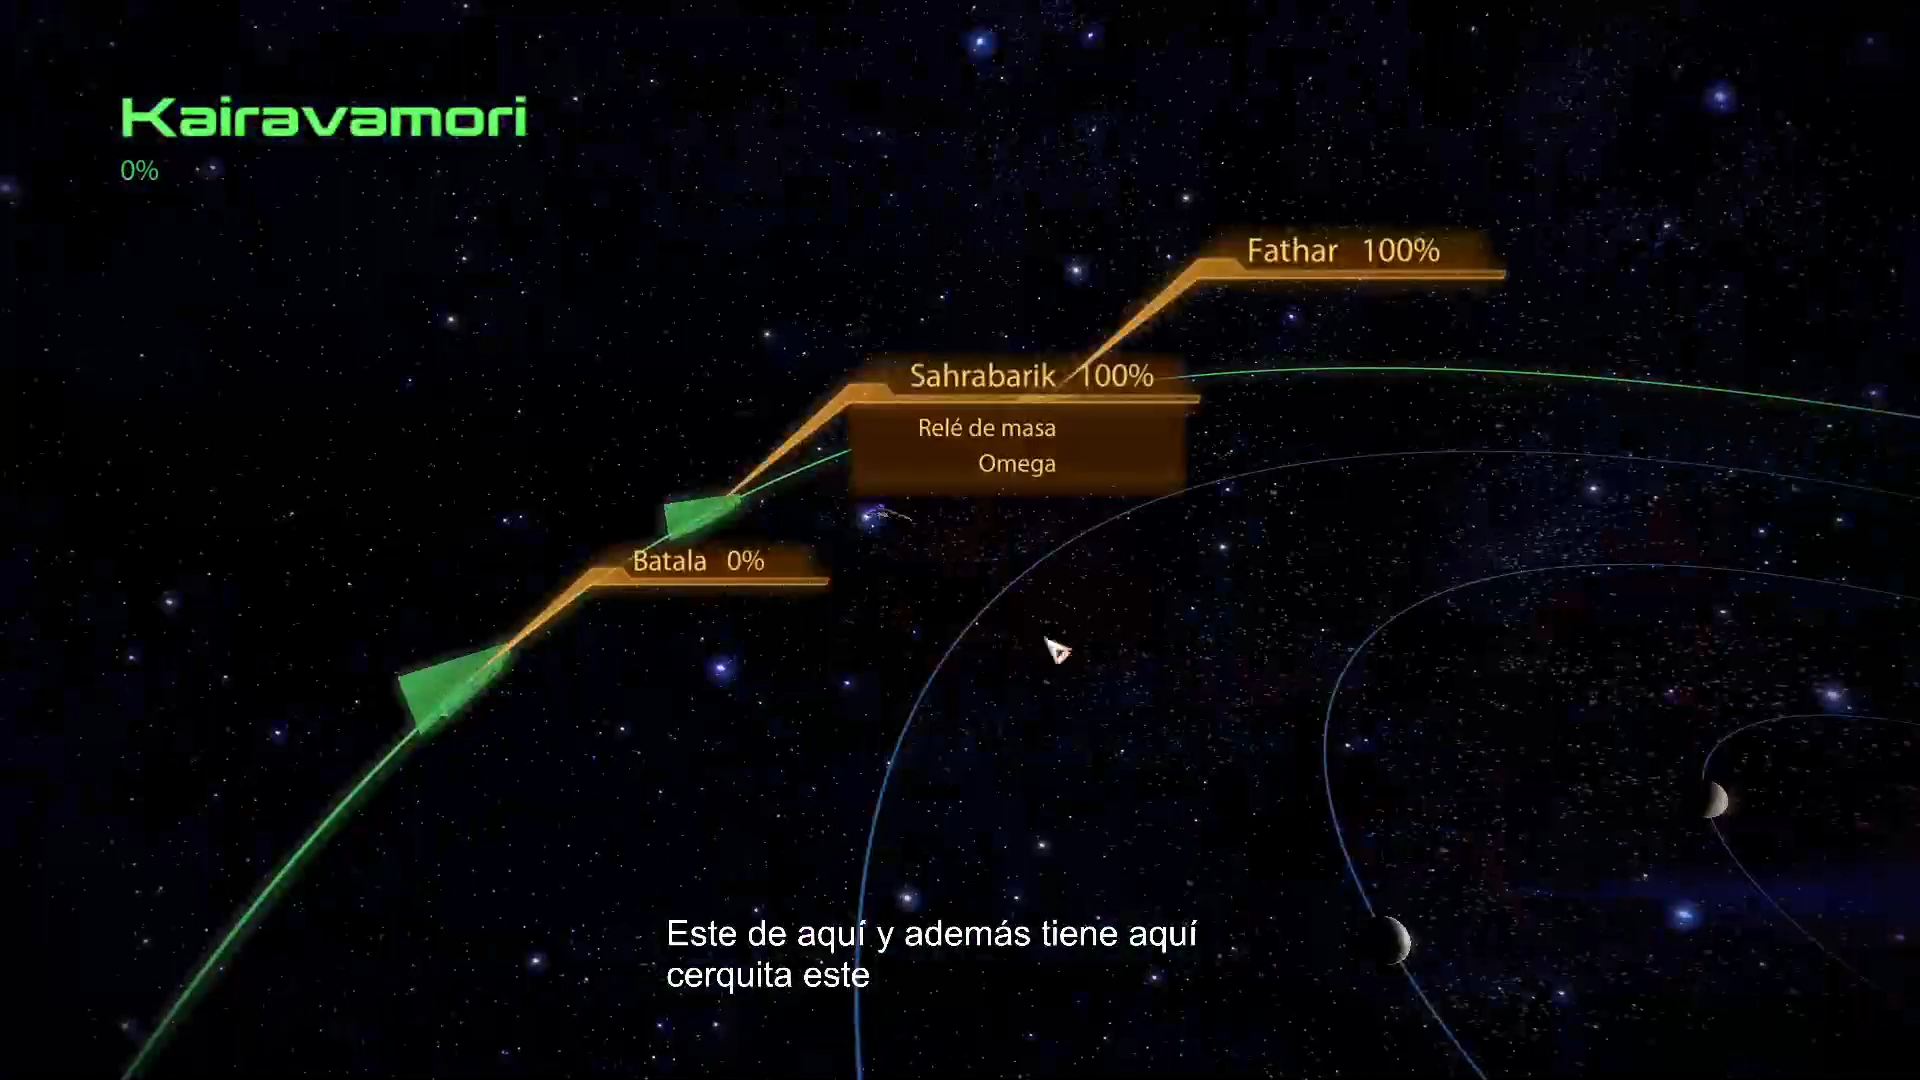 Kairavamori
0%
Fathar 100%
Sahrabarik 100%
Relé de masa
Omega
Batala 0%
Este de aquí y además tiene aquí
cerquita este